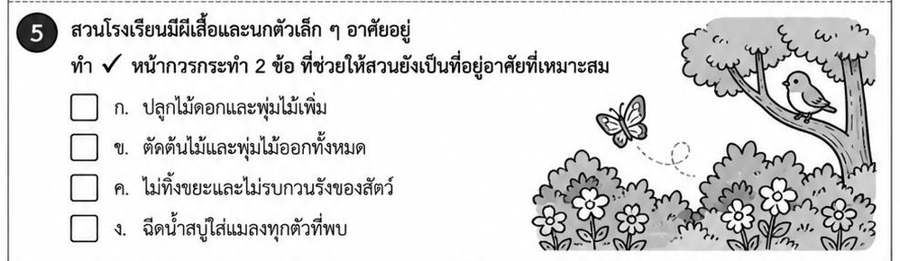 5 สวนโรงเรียนมีผีเสื้อและนกตัวเล็ก ๆ อาศัยอยู่
ทำ ✓ หน้าการกระทำ 2 ข้อ ที่ช่วยให้สวนยังเป็นที่อยู่อาศัยที่เหมาะสม
ก. ปลูกไม้ดอกและพุ่มไม้เพิ่ม
ข. ตัดต้นไม้และพุ่มไม้ออกทั้งหมด
ค. ไม่ทิ้งขยะและไม่รบกวนรังของสัตว์
ง. ฉีดน้ำสบู่ใส่แมลงทุกตัวที่พบ